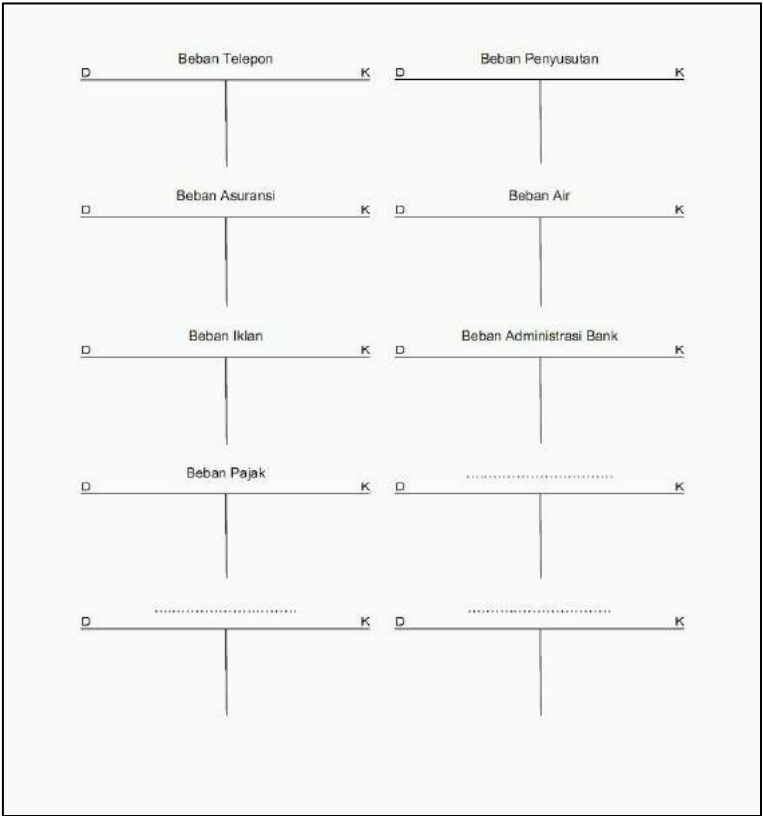 Beban Telepon Beban Penyusutan
D K D K
Beban Asuransi Beban Air
D K D K
Beban Iklan Beban Administrasi Bank
D K D K
Beban Pajak ..............................
D K D K
.............................. ..............................
D K D K